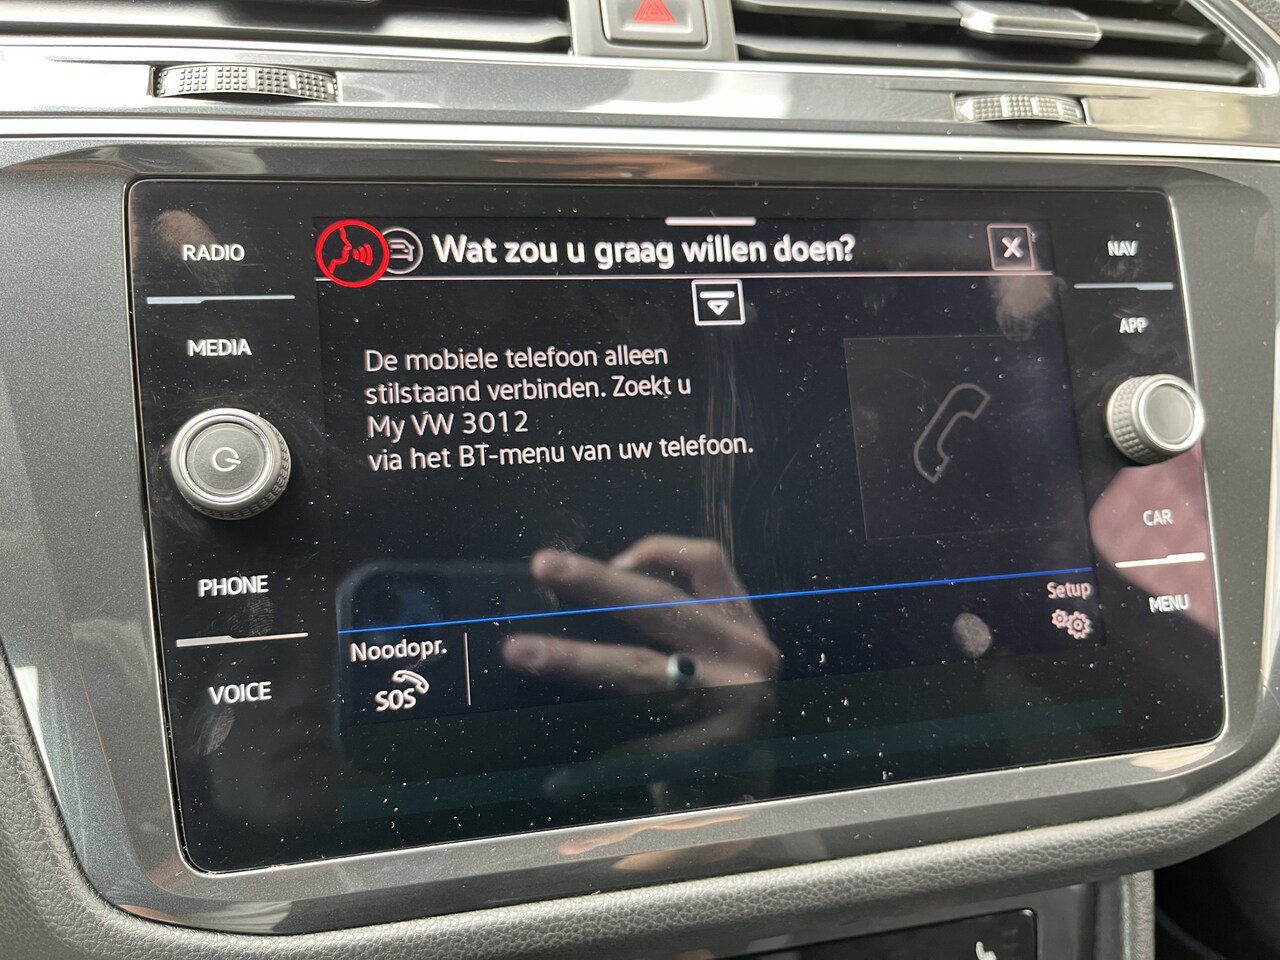 RADIO
MEDIA
PHONE
VOICE
Wat zou u graag willen doen?
De mobiele telefoon alleen
stilstaand verbinden. Zoekt u
My VW 3012
via het BT-menu van uw telefoon.
Setup
Noodopr.
SOS
NAV
APP
CAR
MENU